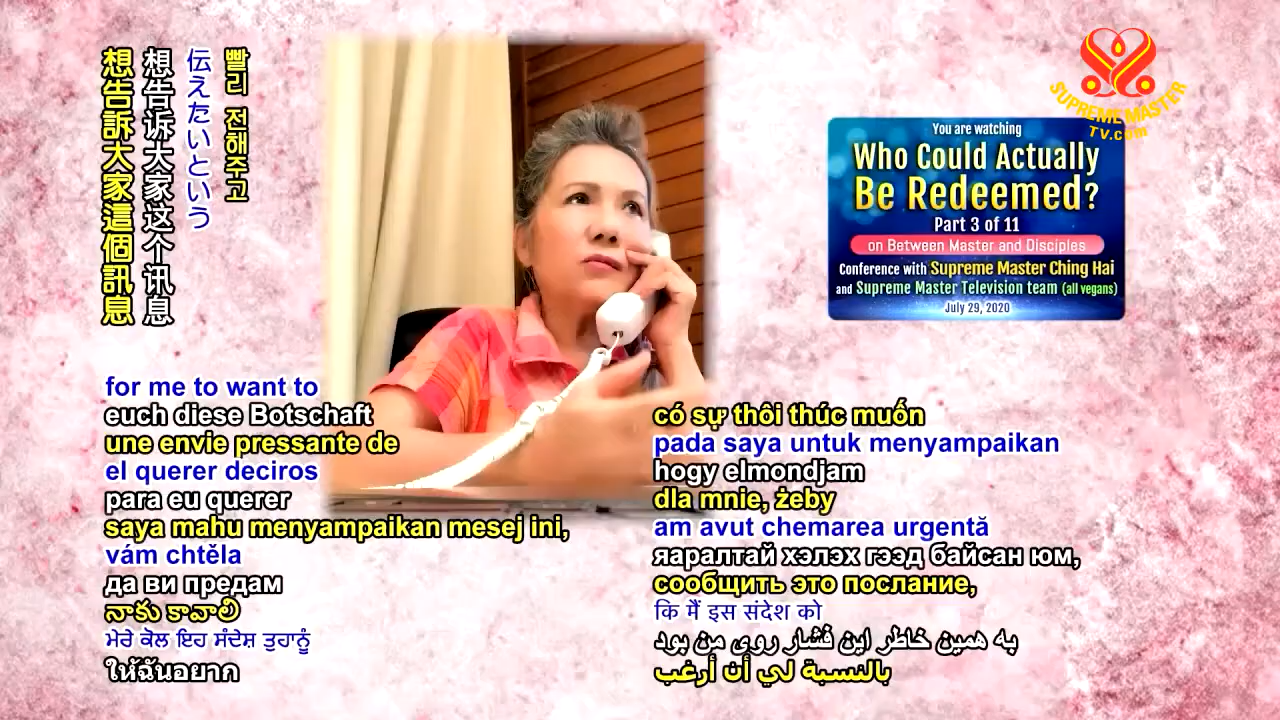 빨리 전해주고
伝えたいという
想告诉大家这个讯息
想告訴大家這個訊息
SUPREME MASTER
TV.com
You are watching
Who Could Actually
Be Redeemed?
Part 3 of 11
on Between Master and Disciples
Conference with Supreme Master Ching Hai
and Supreme Master Television team (all vegans)
July 29, 2020
for me to want to
euch diese Botschaft
une envie pressante de
el querer deciros
para eu querer
saya mahu menyampaikan mesej ini,
vám chtěla
да ви предам
నాకు కావాలి
ਮੇਰੇ ਕੋਲ ਇਹ ਸੰਦੇਸ਼ ਤੁਹਾਨੂੰ
ให้ฉันอยาก
có sự thôi thúc muốn
pada saya untuk menyampaikan
hogy elmondjam
dla mnie, żeby
am avut chemarea urgentă
яаралтай хэлэх гээд байсан юм,
сообщить это послание,
कि मैं इस संदेश को
به همین خاطر این فشار روی من بود
بالنسبة لي أن أرغب